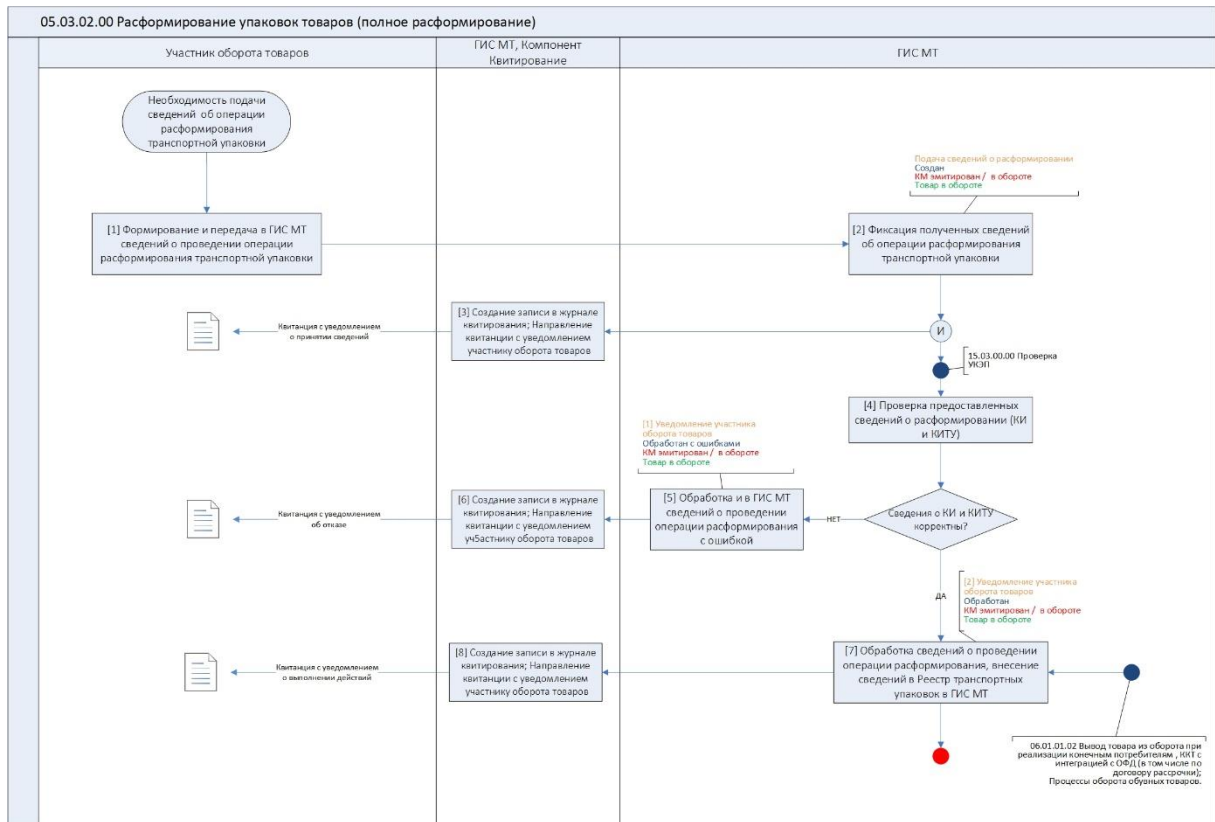 05.03.02.00 Расформирование упаковок товаров (полное расформирование)
Участник оборота товаров
ГИС МТ, Компонент
Квитирование
ГИС МТ
Необходимость подачи
сведений об операции
расформирования
транспортной упаковки
Подача сведений о расформировании
Создан
КМ эмитирован / в обороте
Товар в обороте
[1] Формирование и передача в ГИС МТ
сведений о проведении операции
расформирования транспортной упаковки
[2] Фиксация полученных сведений
об операции расформирования
транспортной упаковки
[3] Создание записи в журнале
квитирования; Направление
квитанции с уведомлением
участнику оборота товаров
Квитанция с уведомлением
о принятии сведений
И
15.03.00.00 Проверка
УКЭП
[4] Проверка предоставленных
сведений о расформировании (КИ
и КИТУ)
[1] Уведомление участника
оборота товаров
Обработан с ошибками
КМ эмитирован / в обороте
Товар в обороте
Сведения о КИ и КИТУ
корректны?
НЕТ
[5] Обработка и в ГИС МТ
сведений о проведении
операции расформирования
с ошибкой
[6] Создание записи в журнале
квитирования; Направление
квитанции с уведомлением
уч5астнику оборота товаров
Квитанция с уведомлением
об отказе
ДА
[2] Уведомление участника
оборота товаров
Обработан
КМ эмитирован / в обороте
Товар в обороте
[7] Обработка сведений о проведении
операции расформирования, внесение
сведений в Реестр транспортных
упаковок в ГИС МТ
[8] Создание записи в журнале
квитирования; Направление
квитанции с уведомлением
участнику оборота товаров
Квитанция с уведомлением
о выполнении действий
06.01.01.02 Вывод товара из оборота при
реализации конечным потребителям , ККТ с
интеграцией с ОФД (в том числе по
договору рассрочки);
Процессы оборота обувных товаров.